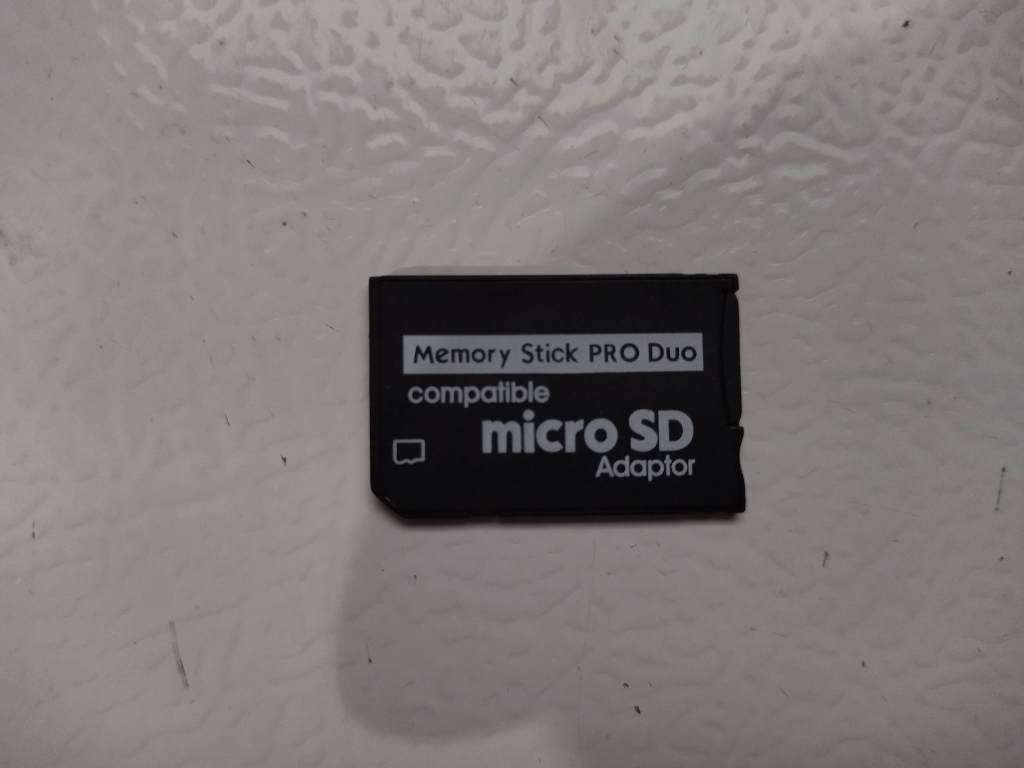 Memory Stick PRO Duo
compatible
micro SD
Adaptor